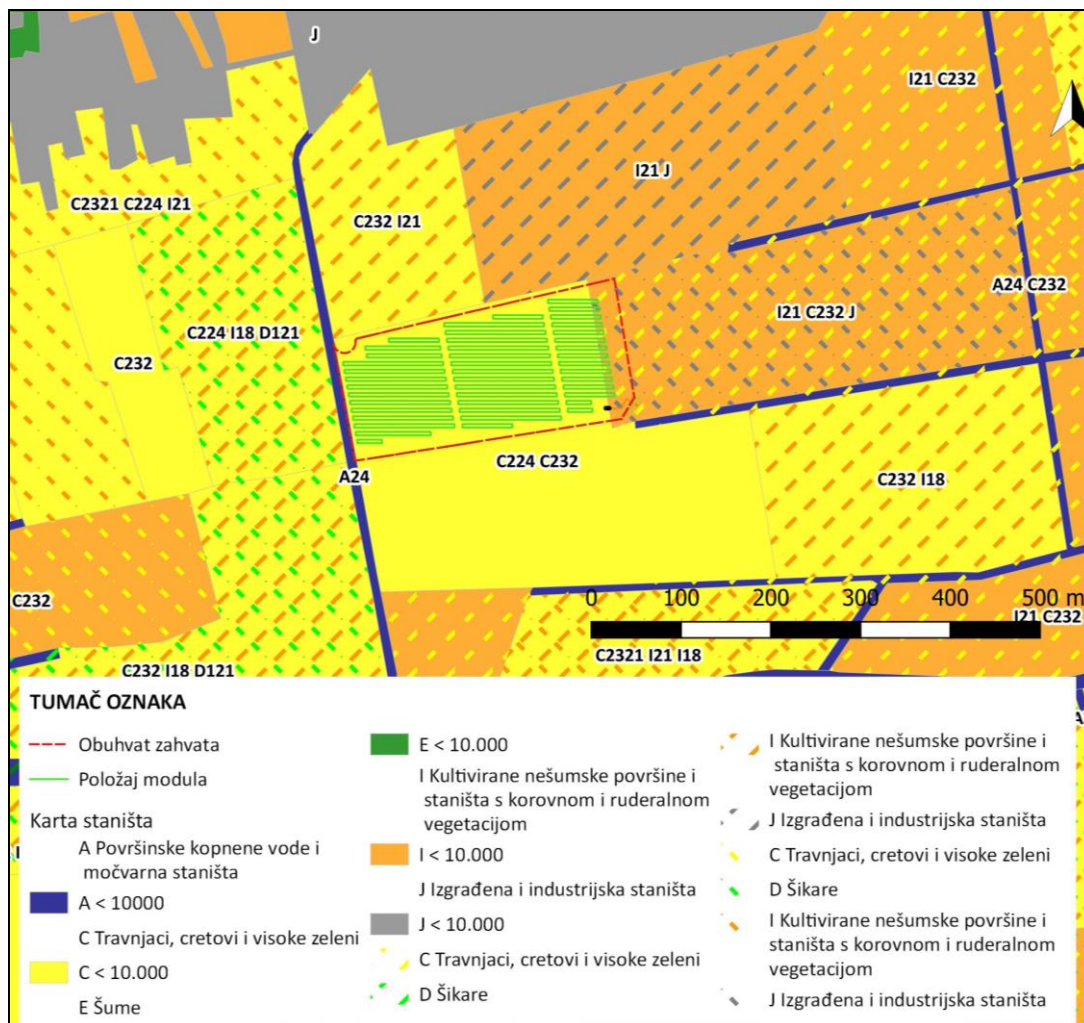 J
I21 C232
I21 J
C2321 C224 I21
C232 I21
A24 C232
I21 C232 J
C224 I18 D121
C232
C224 C232
A24
C232 I18
C232
0 100 200 300 400 500 m
I21 C232
C2321 I21 I18
C232 I18 D121
TUMAČ OZNAKA
Obuhvat zahvata
Položaj modula
Karta staništa
A Površinske kopnene vode i
močvarna staništa
A < 10000
C Travnjaci, cretovi i visoke zeleni
C < 10.000
E Šume
E < 10.000
I Kultivirane nešumske površine i
staništa s korovnom i ruderalnom
vegetacijom
I < 10.000
J Izgrađena i industrijska staništa
J < 10.000
C Travnjaci, cretovi i visoke zeleni
D Šikare
I Kultivirane nešumske površine i
staništa s korovnom i ruderalnom
vegetacijom
J Izgrađena i industrijska staništa
C Travnjaci, cretovi i visoke zeleni
D Šikare
I Kultivirane nešumske površine i
staništa s korovnom i ruderalnom
vegetacijom
J Izgrađena i industrijska staništa